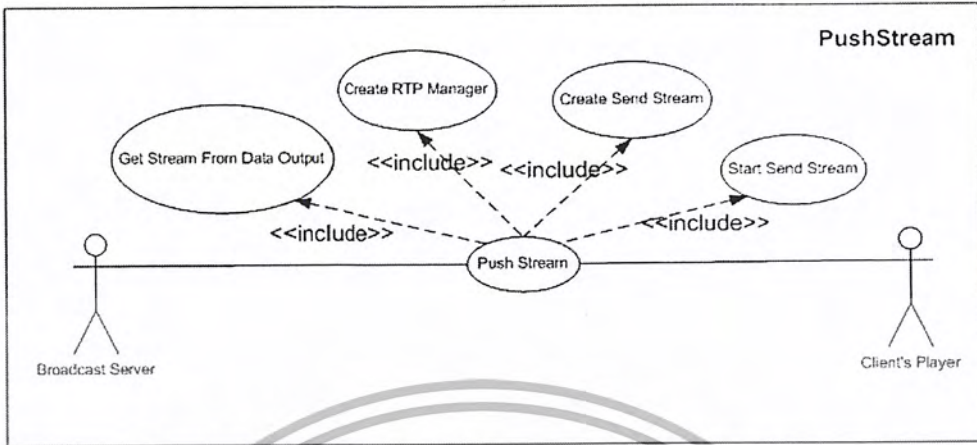 PushStream
Create RTP Manager
Create Send Stream
Get Stream From Data Output
Start Send Stream
<<include>>
<<include>>
<<include>>
<<include>>
Push Stream
Broadcast Server
Client's Player